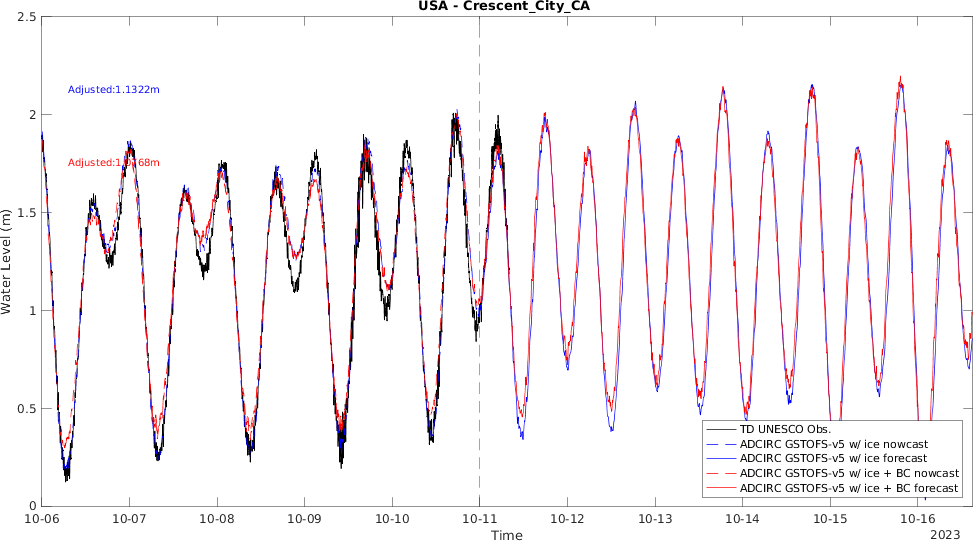 USA - Crescent_City_CA
2.5
2
1.5
1
0.5
0
Water Level (m)
Adjusted:1.1322m
10-06
10-07
10-08
10-09
10-10
10-11
10-12
10-13
10-14
10-15
10-16
Time
2023
TD UNESCO Obs.
ADCIRC GSTOFS-v5 w/ ice nowcast
ADCIRC GSTOFS-v5 w/ ice forecast
ADCIRC GSTOFS-v5 w/ ice + BC nowcast
ADCIRC GSTOFS-v5 w/ ice + BC forecast